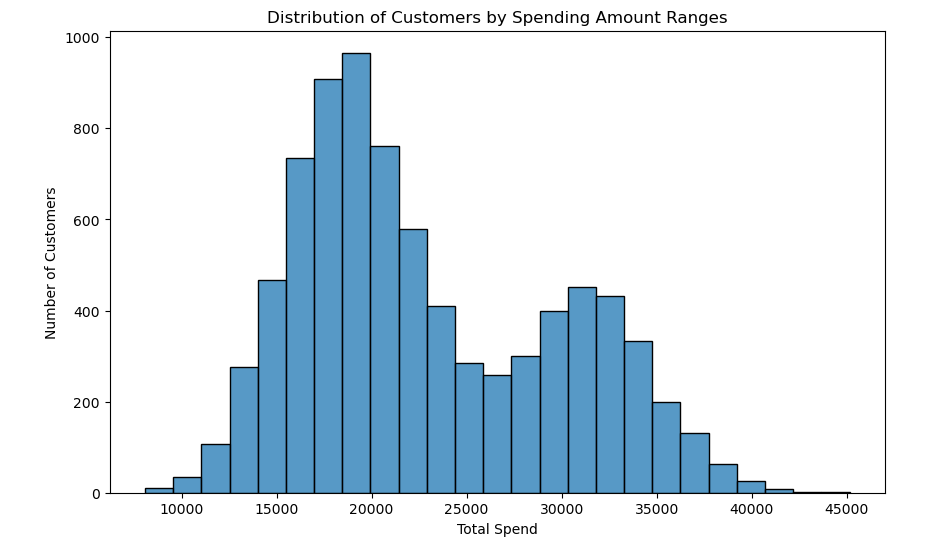 Distribution of Customers by Spending Amount Ranges
1000
800
600
400
200
0
Number of Customers
10000 15000 20000 25000 30000 35000 40000 45000
Total Spend